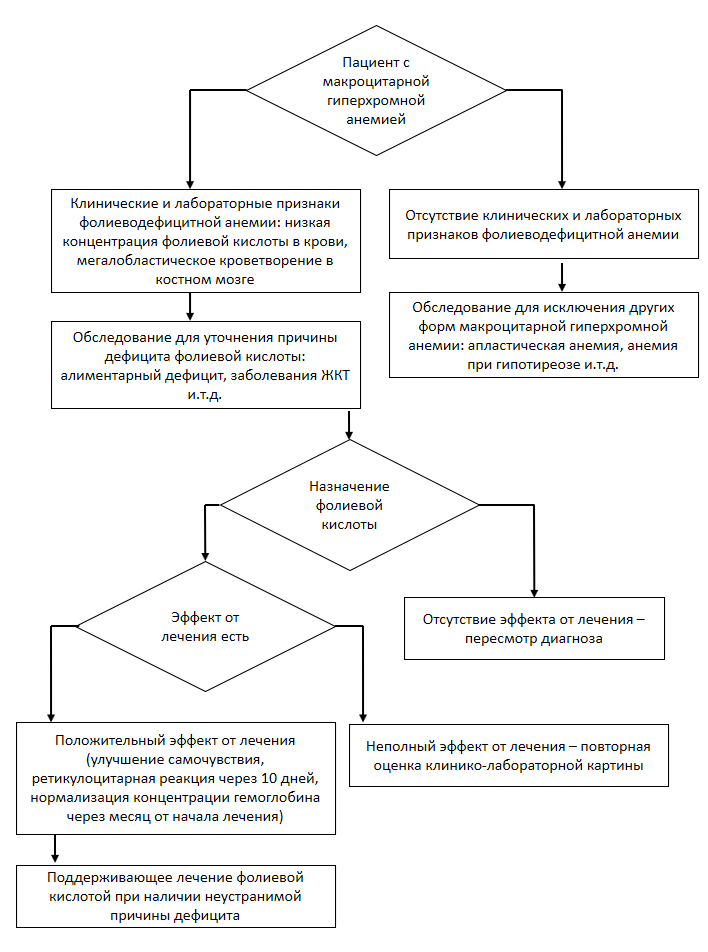 Пациент с
макроцитарной
гиперхромной
анемией
Клинические и лабораторные признаки
фолиеводефицитной анемии: низкая
концентрация фолиевой кислоты в крови,
мегалобластическое кроветворение в
костном мозге
Отсутствие клинических и лабораторных
признаков фолиеводефицитной анемии
Обследование для уточнения причины
дефицита фолиевой кислоты:
алиментарный дефицит, заболевания ЖКТ
и.т.д.
Обследование для исключения других
форм макроцитарной гиперхромной
анемии: апластическая анемия, анемия
при гипотиреозе и.т.д.
Назначение
фолиевой
кислоты
Эффект от
лечения есть
Отсутствие эффекта от лечения –
пересмотр диагноза
Положительный эффект от лечения
(улучшение самочувствия,
ретикулоцитарная реакция через 10 дней,
нормализация концентрации гемоглобина
через месяц от начала лечения)
Неполный эффект от лечения – повторная
оценка клинико-лабораторной картины
Поддерживающее лечение фолиевой
кислотой при наличии неустранимой
причины дефицита